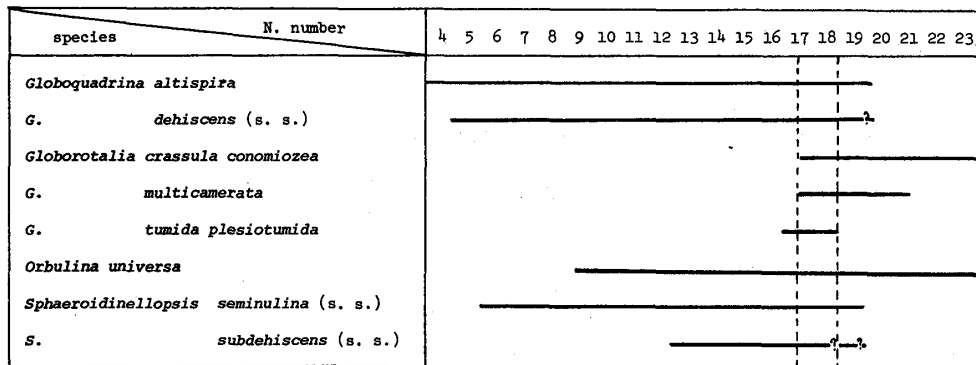 N. number
species
4 5 6 7 8 9 10 11 12 13 14 15 16 17 18 19 20 21 22 23
Globoquadrina altispira
G. dehiscens (s. s.) ?
Globorotalia crassula conomiozea
G. multicamerata
G. tumida plesiotumida
Orbulina universa
Sphaeroidinellopsis seminulina (s. s.)
S. subdehiscens (s. s.) ? ?